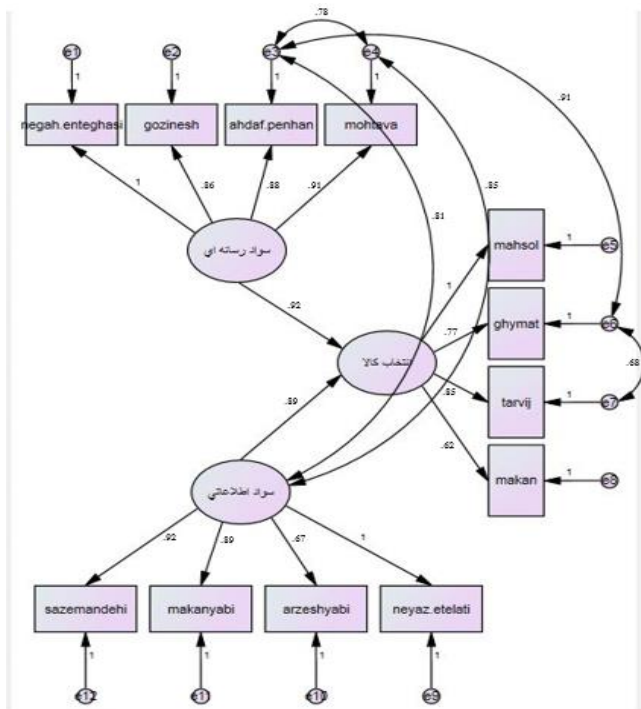 .78
e1
e2
e3
e4
1
1
1
1
.91
negah.enteghasi
gozinesh
ahdaf.penhan
mohtava
1
.86
.88
.91
.85
.81
سواد رسانه اي
mahsol
1
e5
.92
1
ghymat
1
e6
.77
انتخاب كالا
.68
.89
.85
tarvij
1
e7
.62
makan
1
e8
سواد اطلاعاتي
.92
.89
.67
1
sazemandehi
makanyabi
arzeshyabi
neyaz.etelati
1
1
1
1
e12
e11
e10
e9